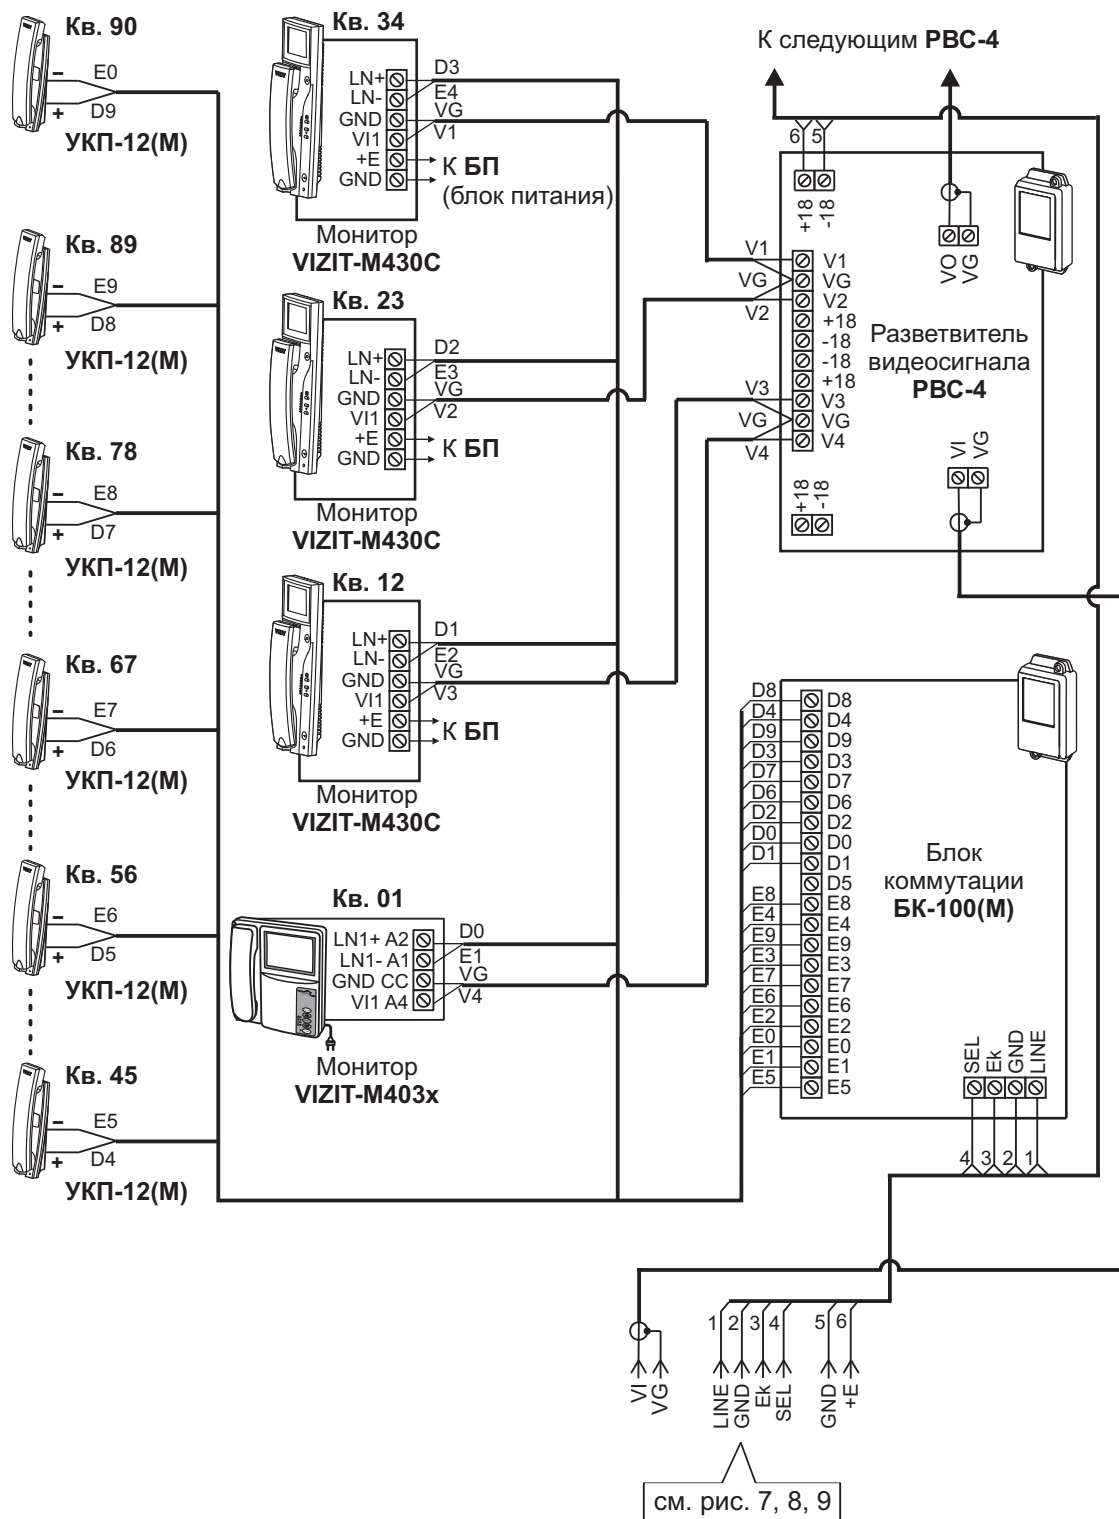 Кв. 90
–
E0
+
D9
УКП-12(М)
Кв. 89
–
E9
+
D8
УКП-12(М)
Кв. 78
–
E8
+
D7
УКП-12(М)
Кв. 67
–
E7
+
D6
УКП-12(М)
Кв. 56
–
E6
+
D5
УКП-12(М)
Кв. 45
–
E5
+
D4
УКП-12(М)
Кв. 34
LN+
LN-
GND
VI1
+E
GND
D3
E4
VG
V1
К БП
(блок питания)
Монитор
VIZIT-M430C
Кв. 23
LN+
LN-
GND
VI1
+E
GND
D2
E3
VG
V2
К БП
Монитор
VIZIT-M430C
Кв. 12
LN+
LN-
GND
VI1
+E
GND
D1
E2
VG
V3
К БП
Монитор
VIZIT-M430C
Кв. 01
LN1+ A2
LN1- A1
GND CC
VI1 A4
D0
E1
VG
V4
Монитор
VIZIT-M403x
К следующим РВС-4
6
5
+18
-18
VO
VG
V1
VG
V2
V3
VG
V4
V1
VG
V2
+18
-18
-18
+18
V3
VG
V4
Разветвитель
видеосигнала
РВС-4
VI
VG
+18
-18
D8
D4
D9
D3
D7
D6
D2
D0
D1
E8
E4
E9
E3
E7
E6
E2
E0
E1
E5
D8
D4
D9
D3
D7
D6
D2
D0
D1
D5
E8
E4
E9
E3
E7
E6
E2
E0
E1
E5
Блок
коммутации
БК-100(М)
SEL
Ek
GND
LINE
4
3
2
1
1
2
3
4
5
6
VI
VG
LINE
GND
Ek
SEL
GND
+E
см. рис. 7, 8, 9